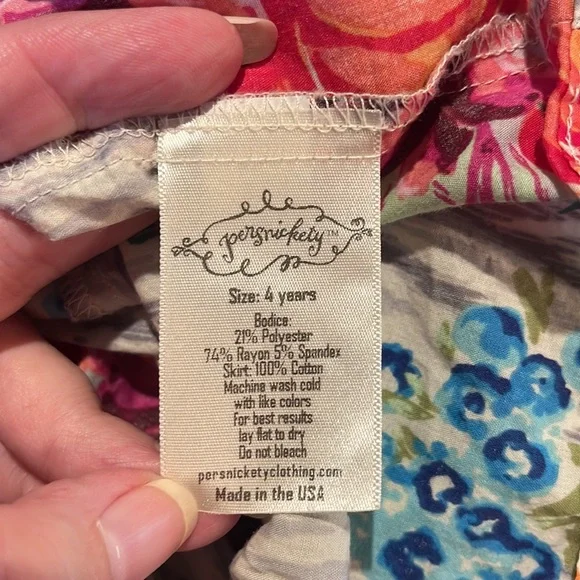 persnickety™
Size: 4 years
Bodice:
21% Polyester
74% Rayon 5% Spandex
Skirt: 100% Cotton
Machine wash cold
with like colors
For best results
lay flat to dry
Do not bleach
persnicketyclothing.com
Made in the USA